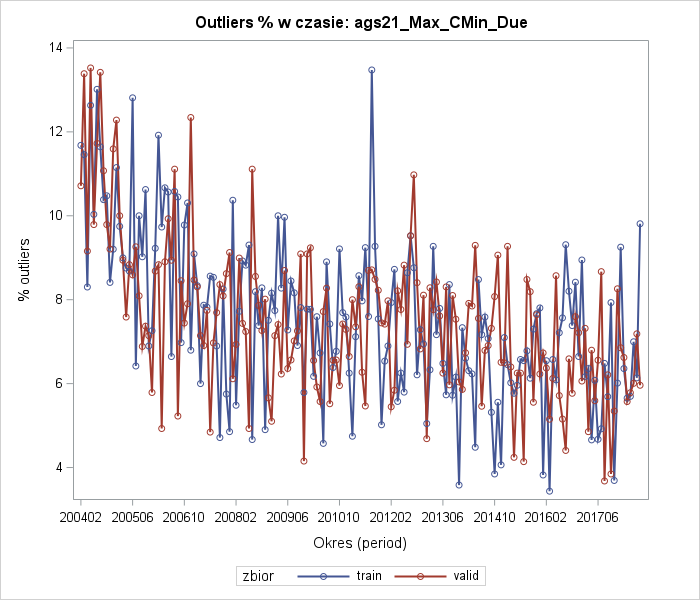 Outliers % w czasie: ags21_Max_CMin_Due
14
12
10
8
6
4
% outliers
200402 200506 200610 200802 200906 201010 201202 201306 201410 201602 201706
Okres (period)
zbior train valid